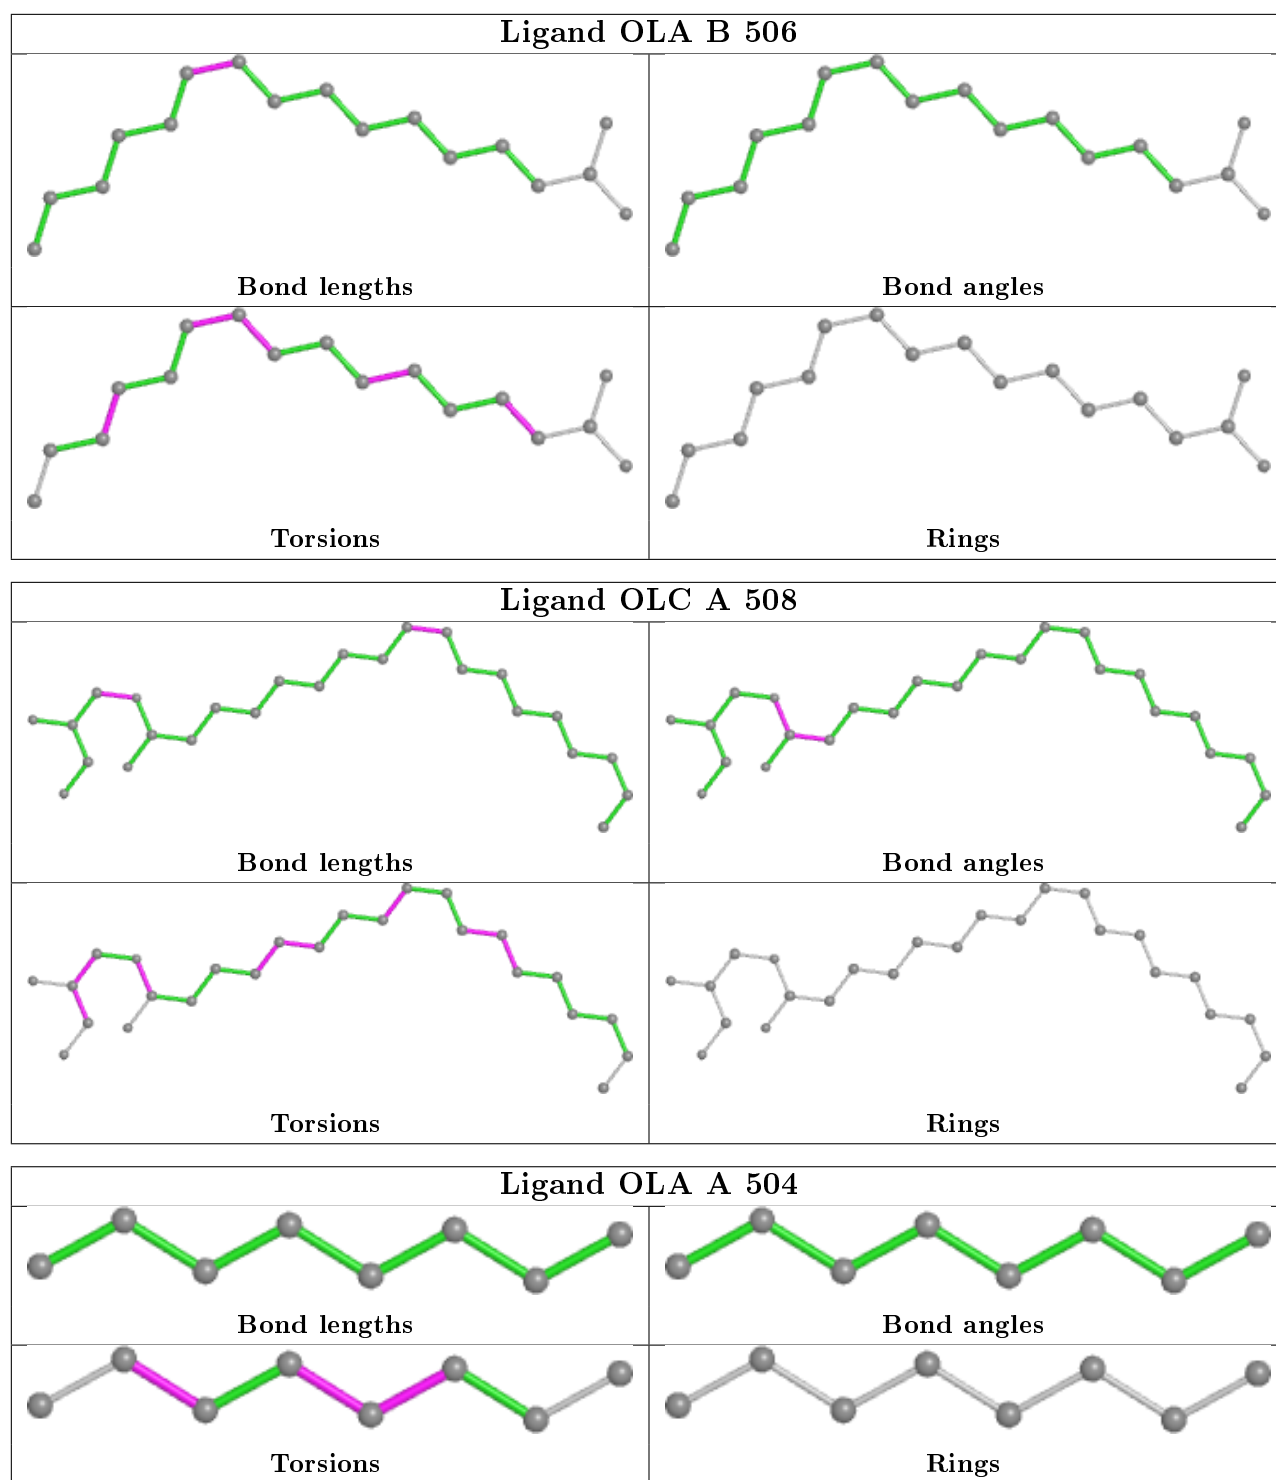 Ligand OLA B 506
Bond lengths
Bond angles
Torsions
Rings
Ligand OLC A 508
Bond lengths
Bond angles
Torsions
Rings
Ligand OLA A 504
Bond lengths
Bond angles
Torsions
Rings